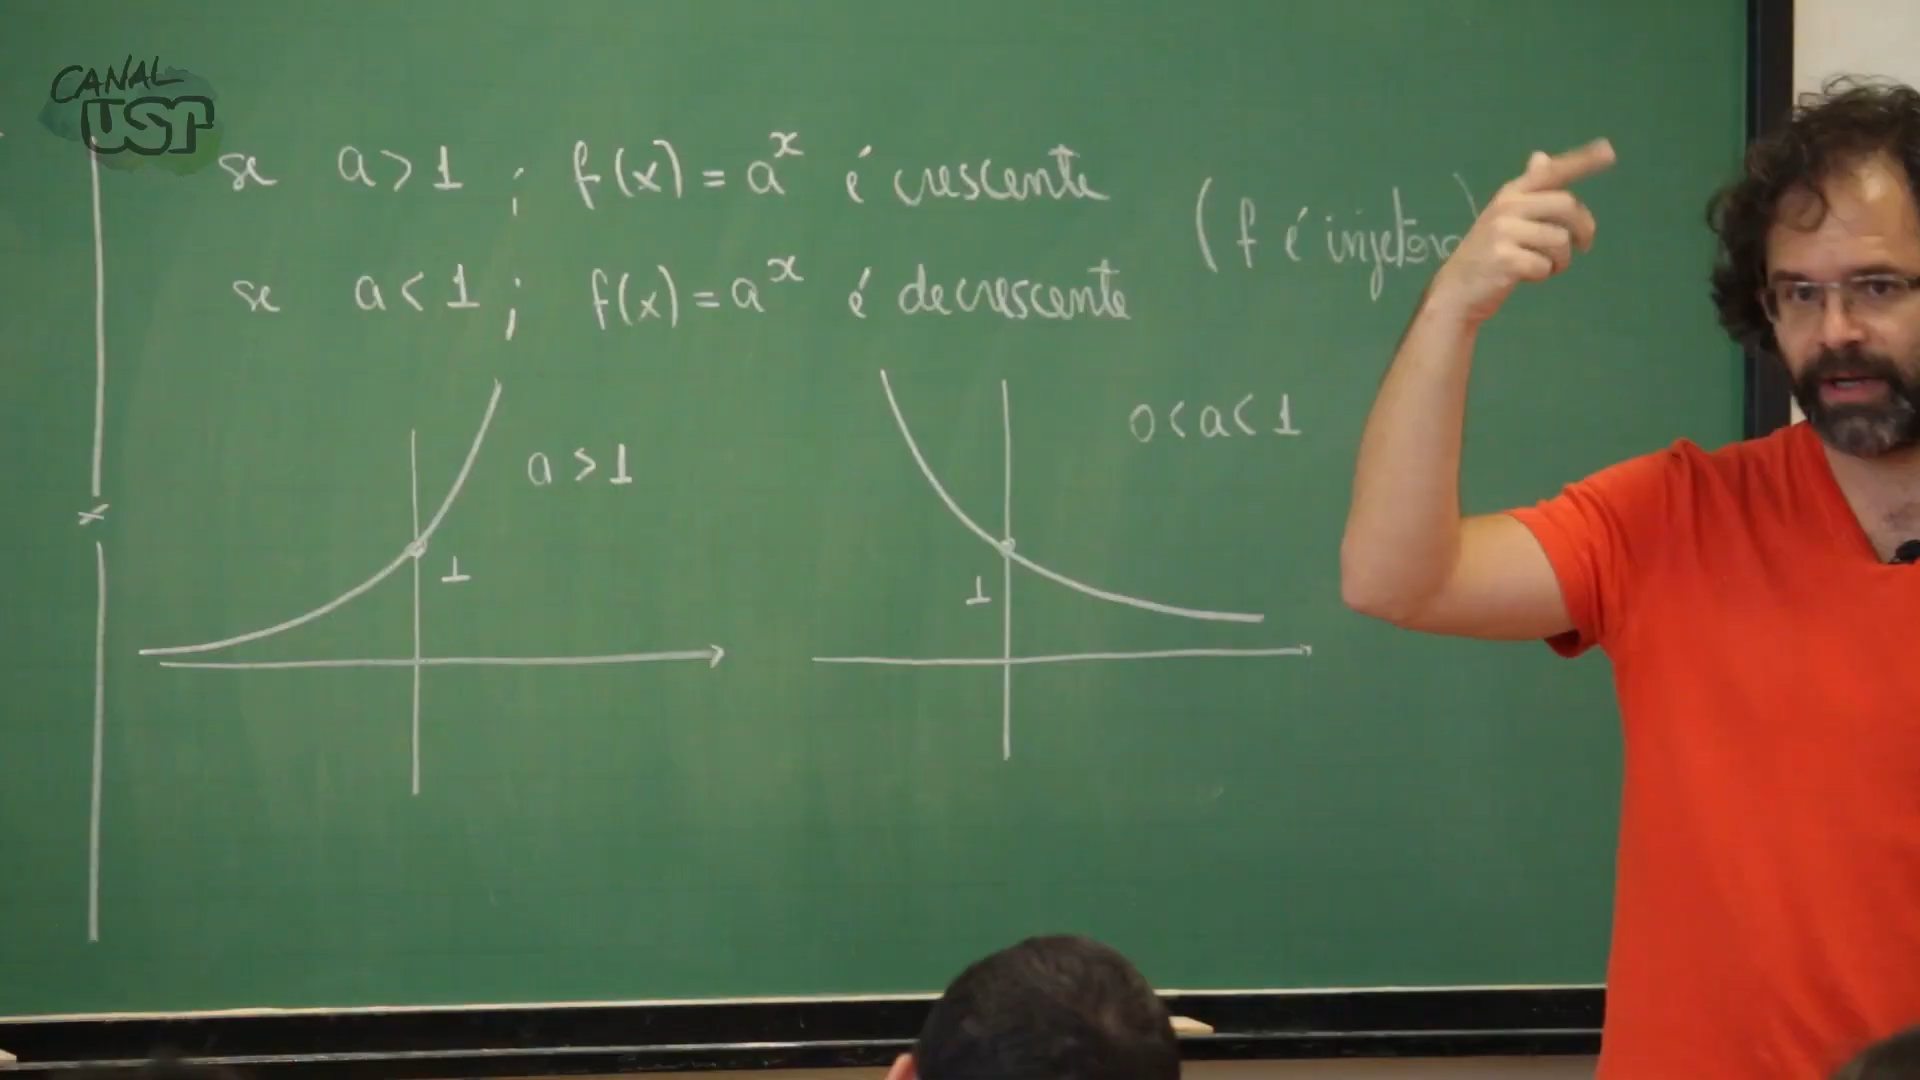 CANAL
USP
se a > 1 ; f(x) = a^x é crescente
(f é injetora)
se a < 1 ; f(x) = a^x é decrescente
a > 1
0 < a < 1
1
1
x